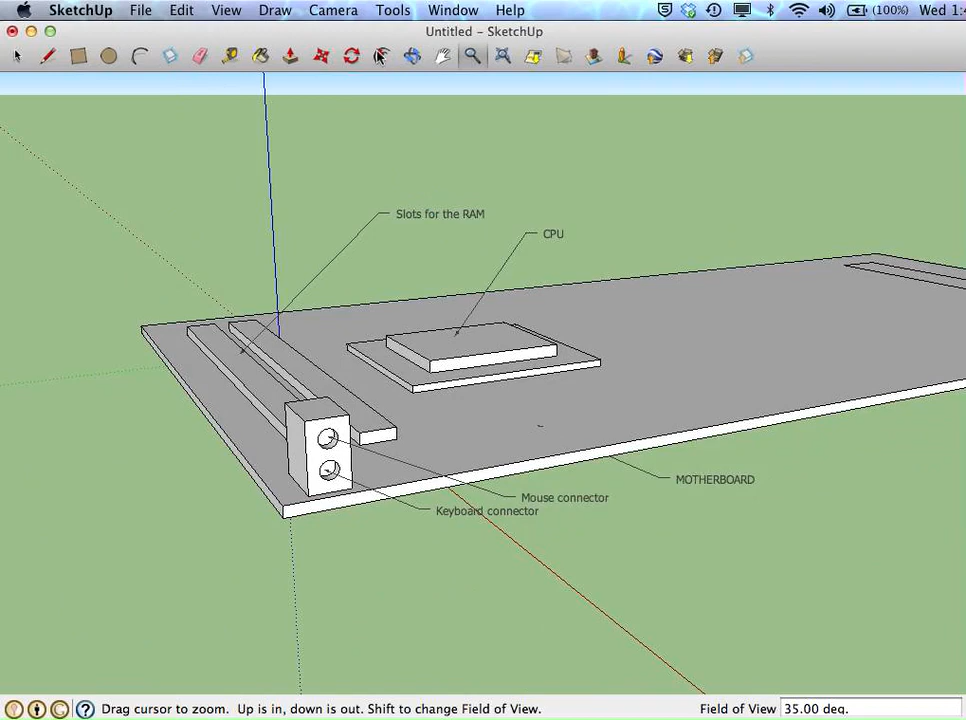 SketchUp File Edit View Draw Camera Tools Window Help (100%) Wed 1:4
Untitled – SketchUp
Slots for the RAM
CPU
MOTHERBOARD
Mouse connector
Keyboard connector
Drag cursor to zoom. Up is in, down is out. Shift to change Field of View. Field of View 35.00 deg.